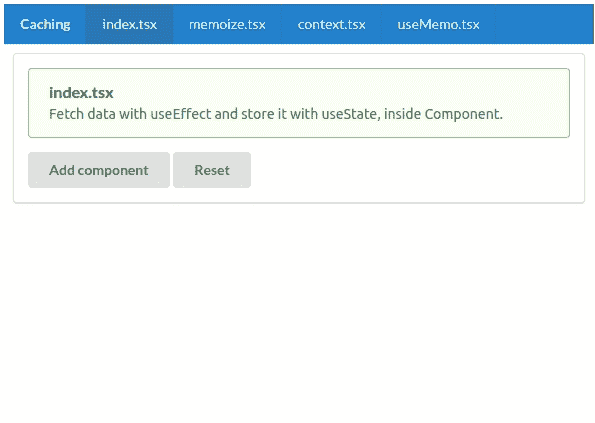 Caching index.tsx memoize.tsx context.tsx useMemo.tsx
index.tsx
Fetch data with useEffect and store it with useState, inside Component.
Add component Reset